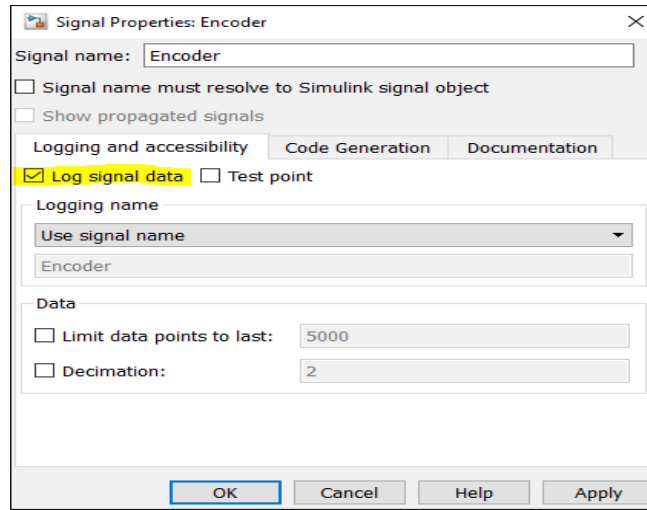 Signal Properties: Encoder
Signal name: Encoder
Signal name must resolve to Simulink signal object
Show propagated signals
Logging and accessibility Code Generation Documentation
Log signal data Test point
Logging name
Use signal name
Encoder
Data
Limit data points to last: 5000
Decimation: 2
OK Cancel Help Apply